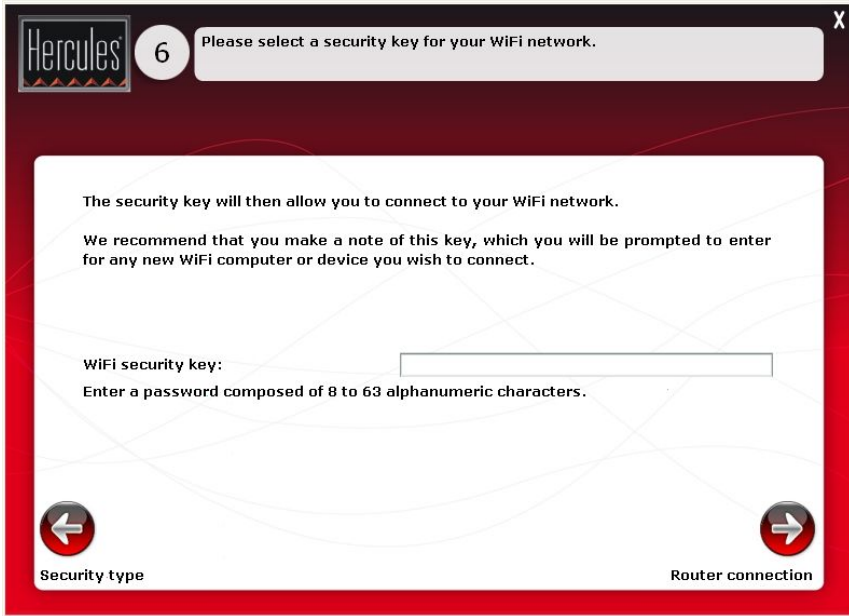 X
Hercules
6
Please select a security key for your WiFi network.
The security key will then allow you to connect to your WiFi network.
We recommend that you make a note of this key, which you will be prompted to enter
for any new WiFi computer or device you wish to connect.
WiFi security key:
Enter a password composed of 8 to 63 alphanumeric characters.
Security type
Router connection